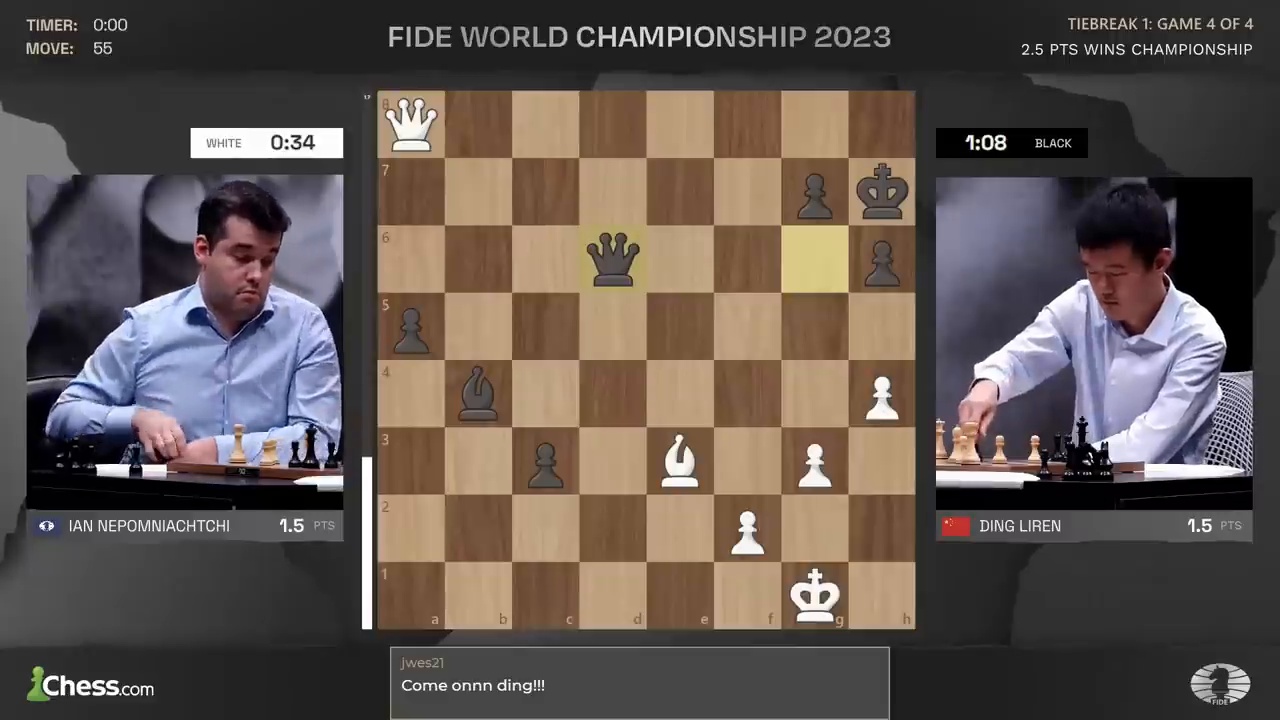 TIMER: 0:00
MOVE: 55
FIDE WORLD CHAMPIONSHIP 2023
TIEBREAK 1: GAME 4 OF 4
2.5 PTS WINS CHAMPIONSHIP
WHITE 0:34
1:08 BLACK
8
7
6
5
4
3
2
1
a b c d e f g h
IAN NEPOMNIACHTCHI 1.5 PTS
DING LIREN 1.5 PTS
Jwes21
Come onnn ding!!!
Chess.com
FIDE